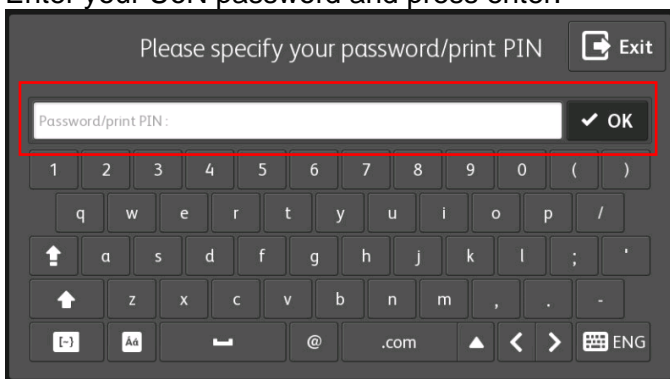 Enter your UoN password and press enter.
Please specify your password/print PIN
Exit
Password/print PIN :
OK
1 2 3 4 5 6 7 8 9 0 ( )
q w e r t y u i o p /
a s d f g h j k l ; '
z x c v b n m , . -
[~] Áá @ .com ENG